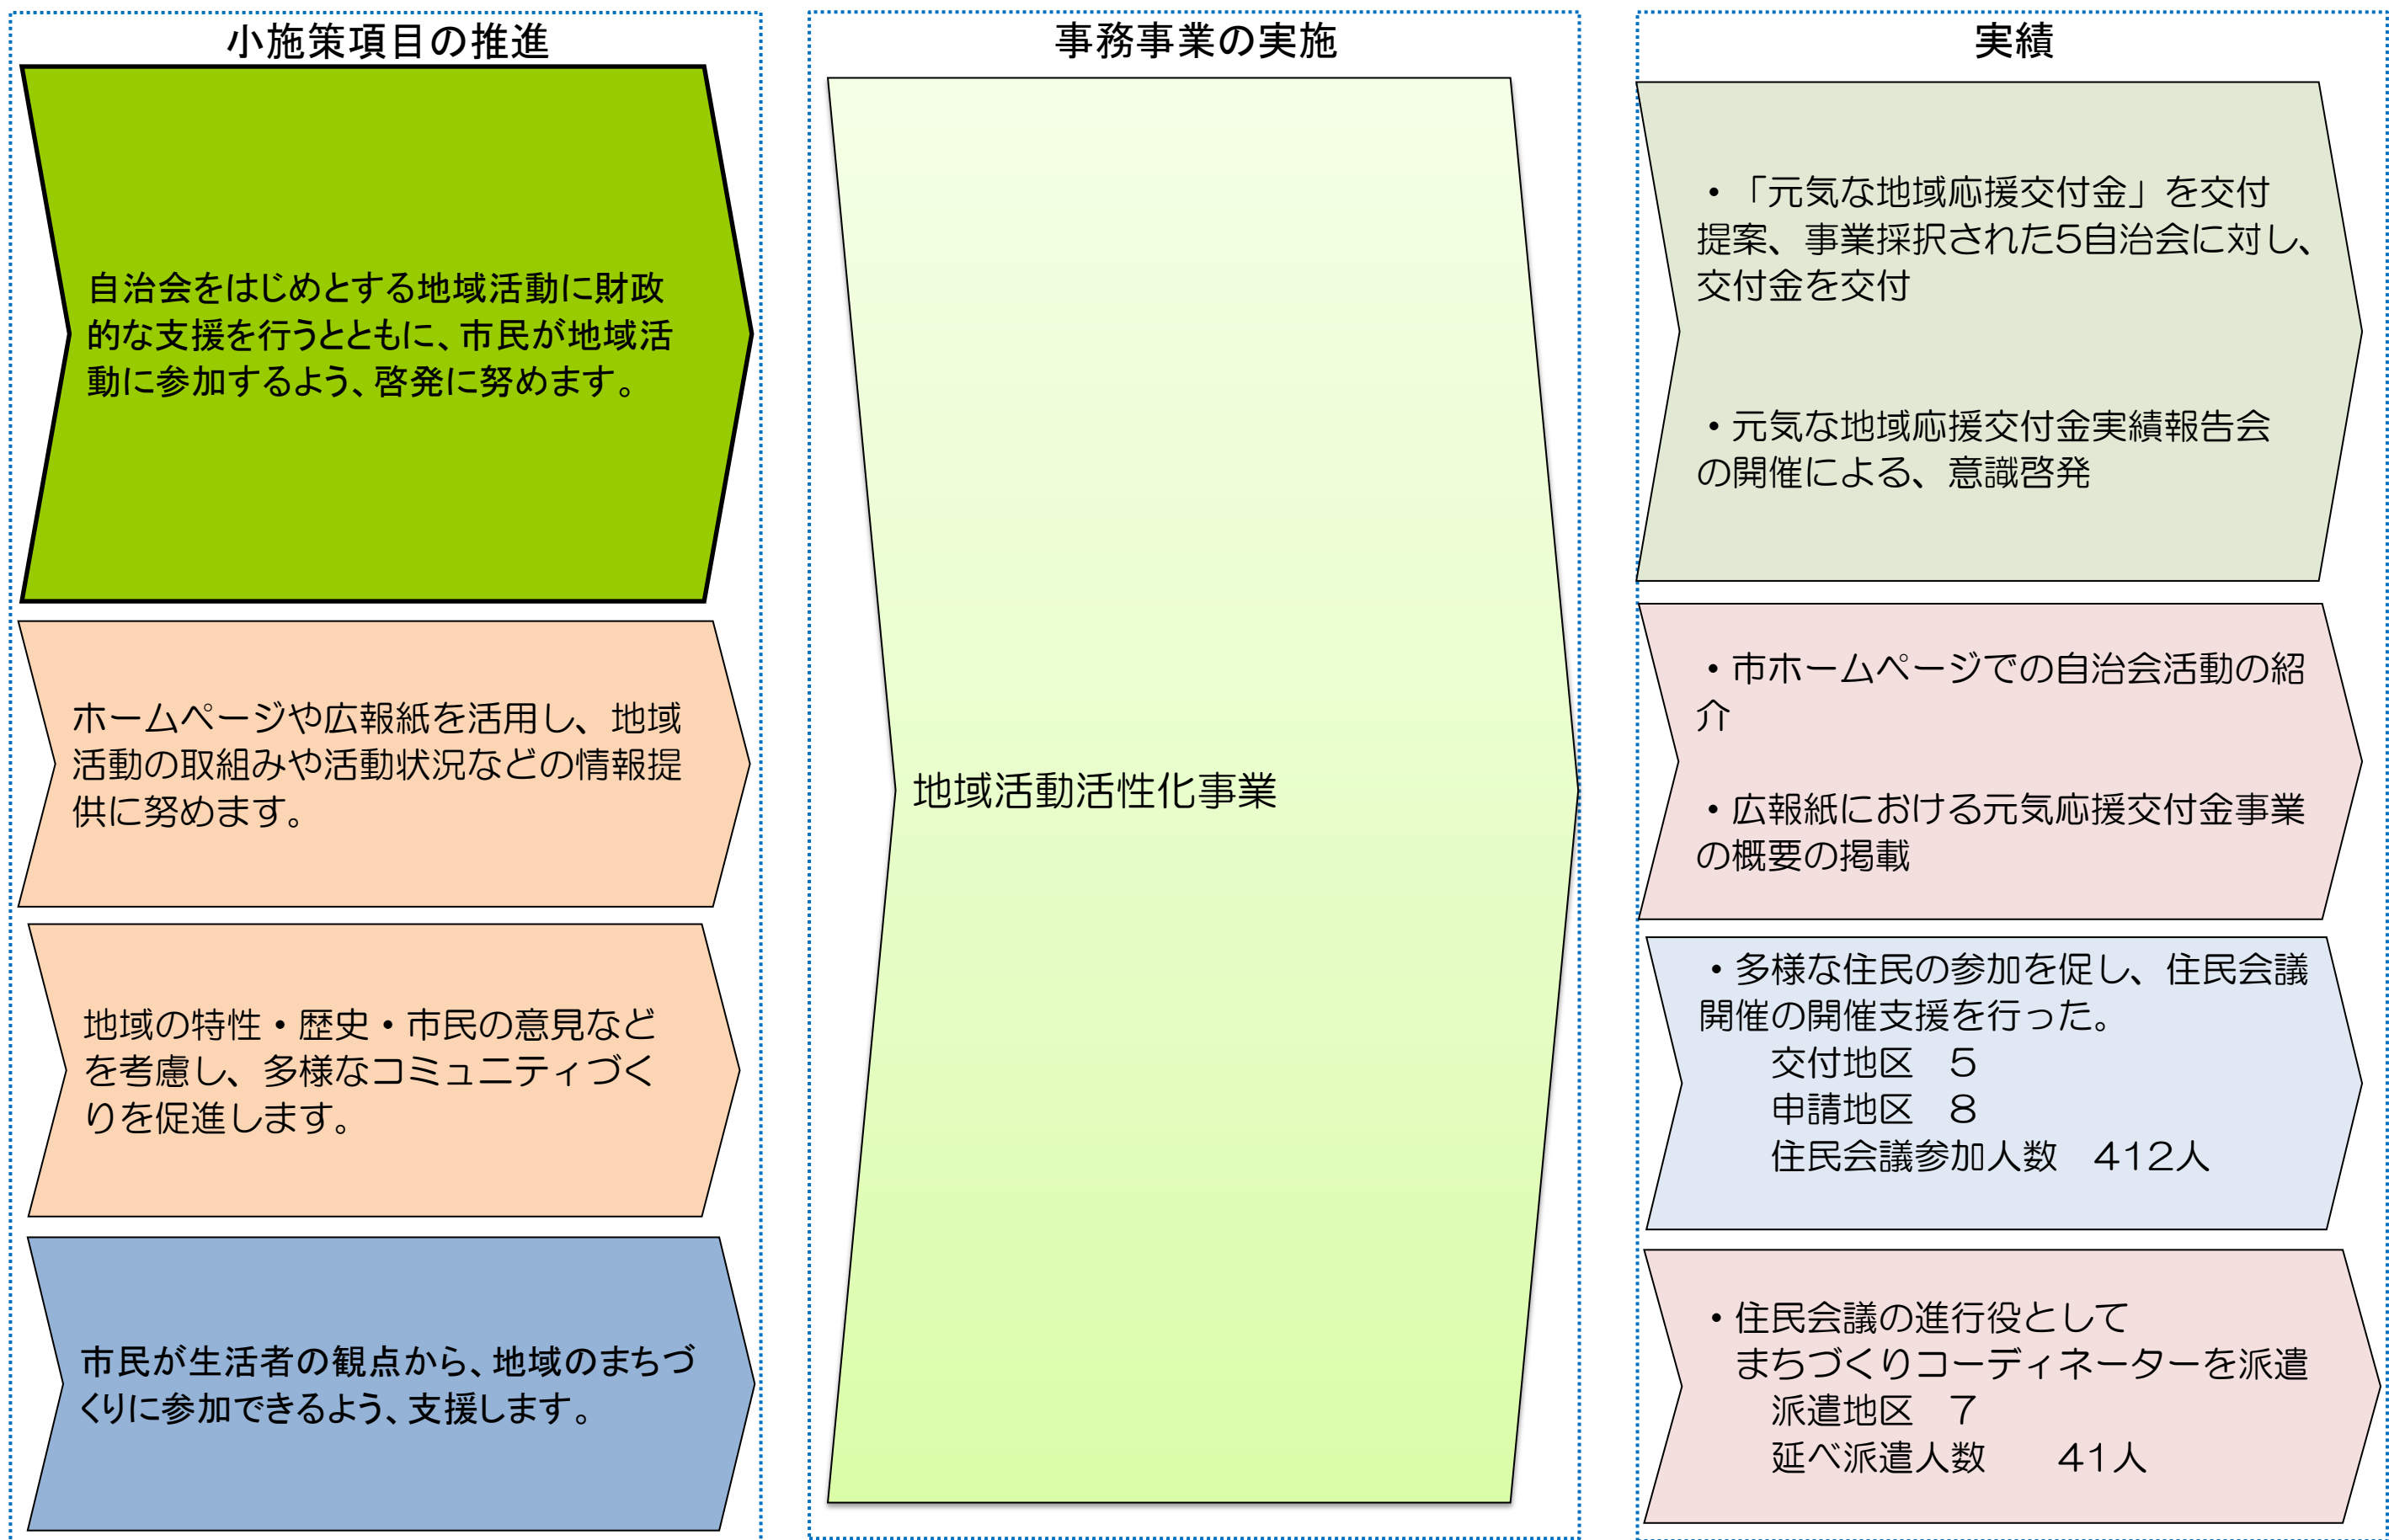 小施策項目の推進
自治会をはじめとする地域活動に財政
的な支援を行うとともに、市民が地域活
動に参加するよう、啓発に努めます。
ホームページや広報紙を活用し、地域
活動の取組みや活動状況などの情報提
供に努めます。
地域の特性・歴史・市民の意見など
を考慮し、多様なコミュニティづく
りを促進します。
市民が生活者の観点から、地域のまちづ
くりに参加できるよう、支援します。
事務事業の実施
地域活動活性化事業
実績
・「元気な地域応援交付金」を交付
提案、事業採択された5自治会に対し、
交付金を交付
・元気な地域応援交付金実績報告会
の開催による、意識啓発
・市ホームページでの自治会活動の紹
介
・広報紙における元気応援交付金事業
の概要の掲載
・多様な住民の参加を促し、住民会議
開催の開催支援を行った。
交付地区　5
申請地区　8
住民会議参加人数　412人
・住民会議の進行役として
まちづくりコーディネーターを派遣
派遣地区　7
延べ派遣人数　　41人